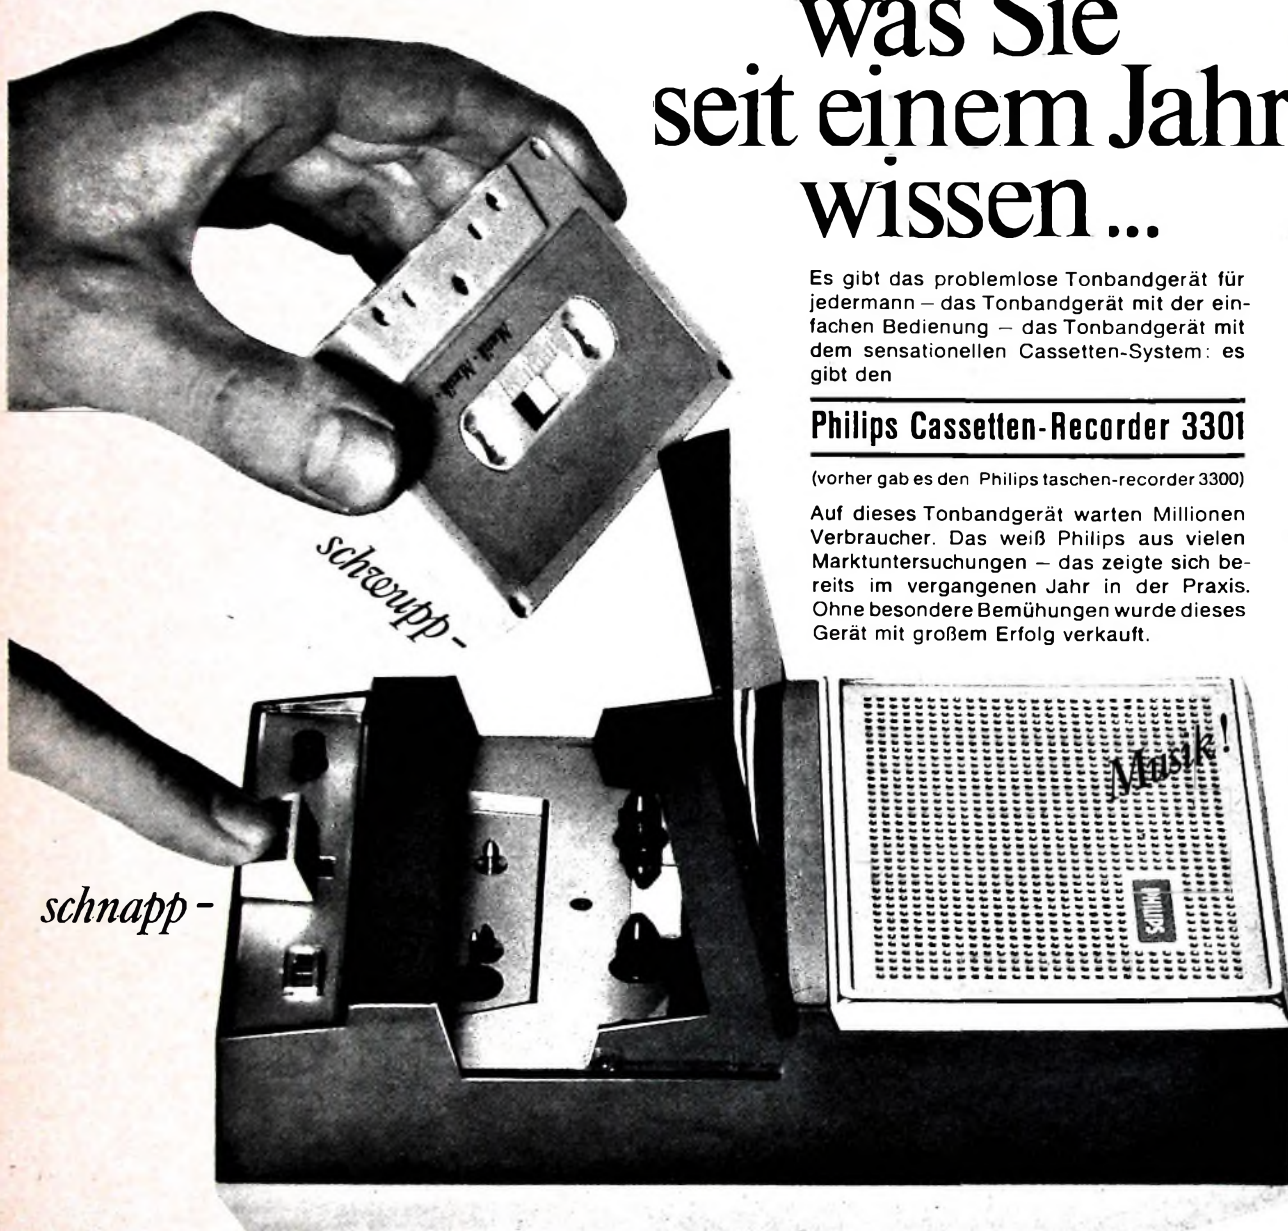 was Sie
seit einem Jahr
wissen...
Es gibt das problemlose Tonbandgerät für
jedermann – das Tonbandgerät mit der ein-
fachen Bedienung – das Tonbandgerät mit
dem sensationellen Cassetten-System: es
gibt den
Philips Cassetten-Recorder 3301
(vorher gab es den Philips taschen-recorder 3300)
Auf dieses Tonbandgerät warten Millionen
Verbraucher. Das weiß Philips aus vielen
Marktuntersuchungen – das zeigte sich be-
reits im vergangenen Jahr in der Praxis.
Ohne besondere Bemühungen wurde dieses
Gerät mit großem Erfolg verkauft.
Musik - Musik -
schwupp -
schnapp -
Musik!
PHILIPS